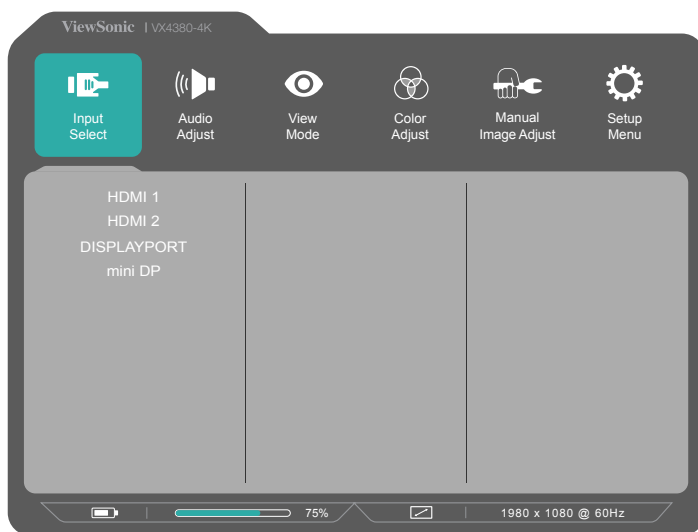 ViewSonic | VX4380-4K
Input
Select
Audio
Adjust
View
Mode
Color
Adjust
Manual
Image Adjust
Setup
Menu
HDMI 1
HDMI 2
DISPLAYPORT
mini DP
75%
1980 x 1080 @ 60Hz